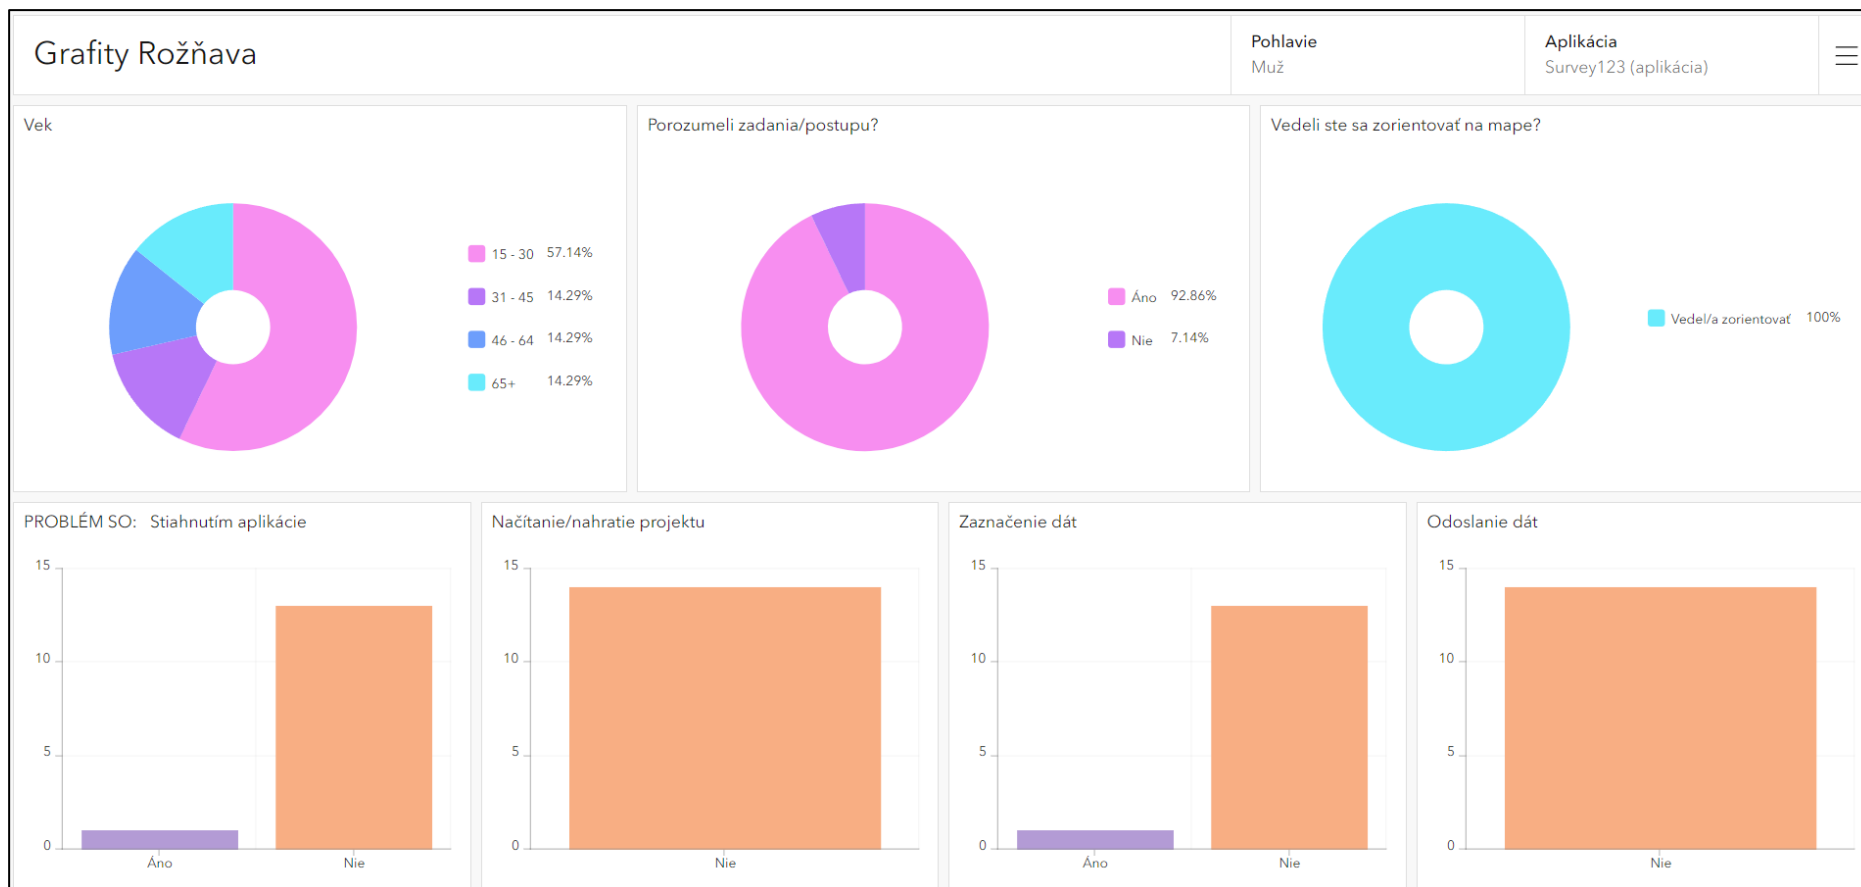 Grafity Rožňava
Pohlavie
Muž
Aplikácia
Survey123 (aplikácia)
Vek
15 - 30 57.14%
31 - 45 14.29%
46 - 64 14.29%
65+ 14.29%
Porozumeli zadania/postupu?
Áno 92.86%
Nie 7.14%
Vedeli ste sa zorientovať na mape?
Vedel/a zorientovať 100%
PROBLÉM SO: Stiahnutím aplikácie
15
10
5
0
Áno Nie
Načítanie/nahratie projektu
15
10
5
0
Nie
Zaznačenie dát
15
10
5
0
Áno Nie
Odoslanie dát
15
10
5
0
Nie